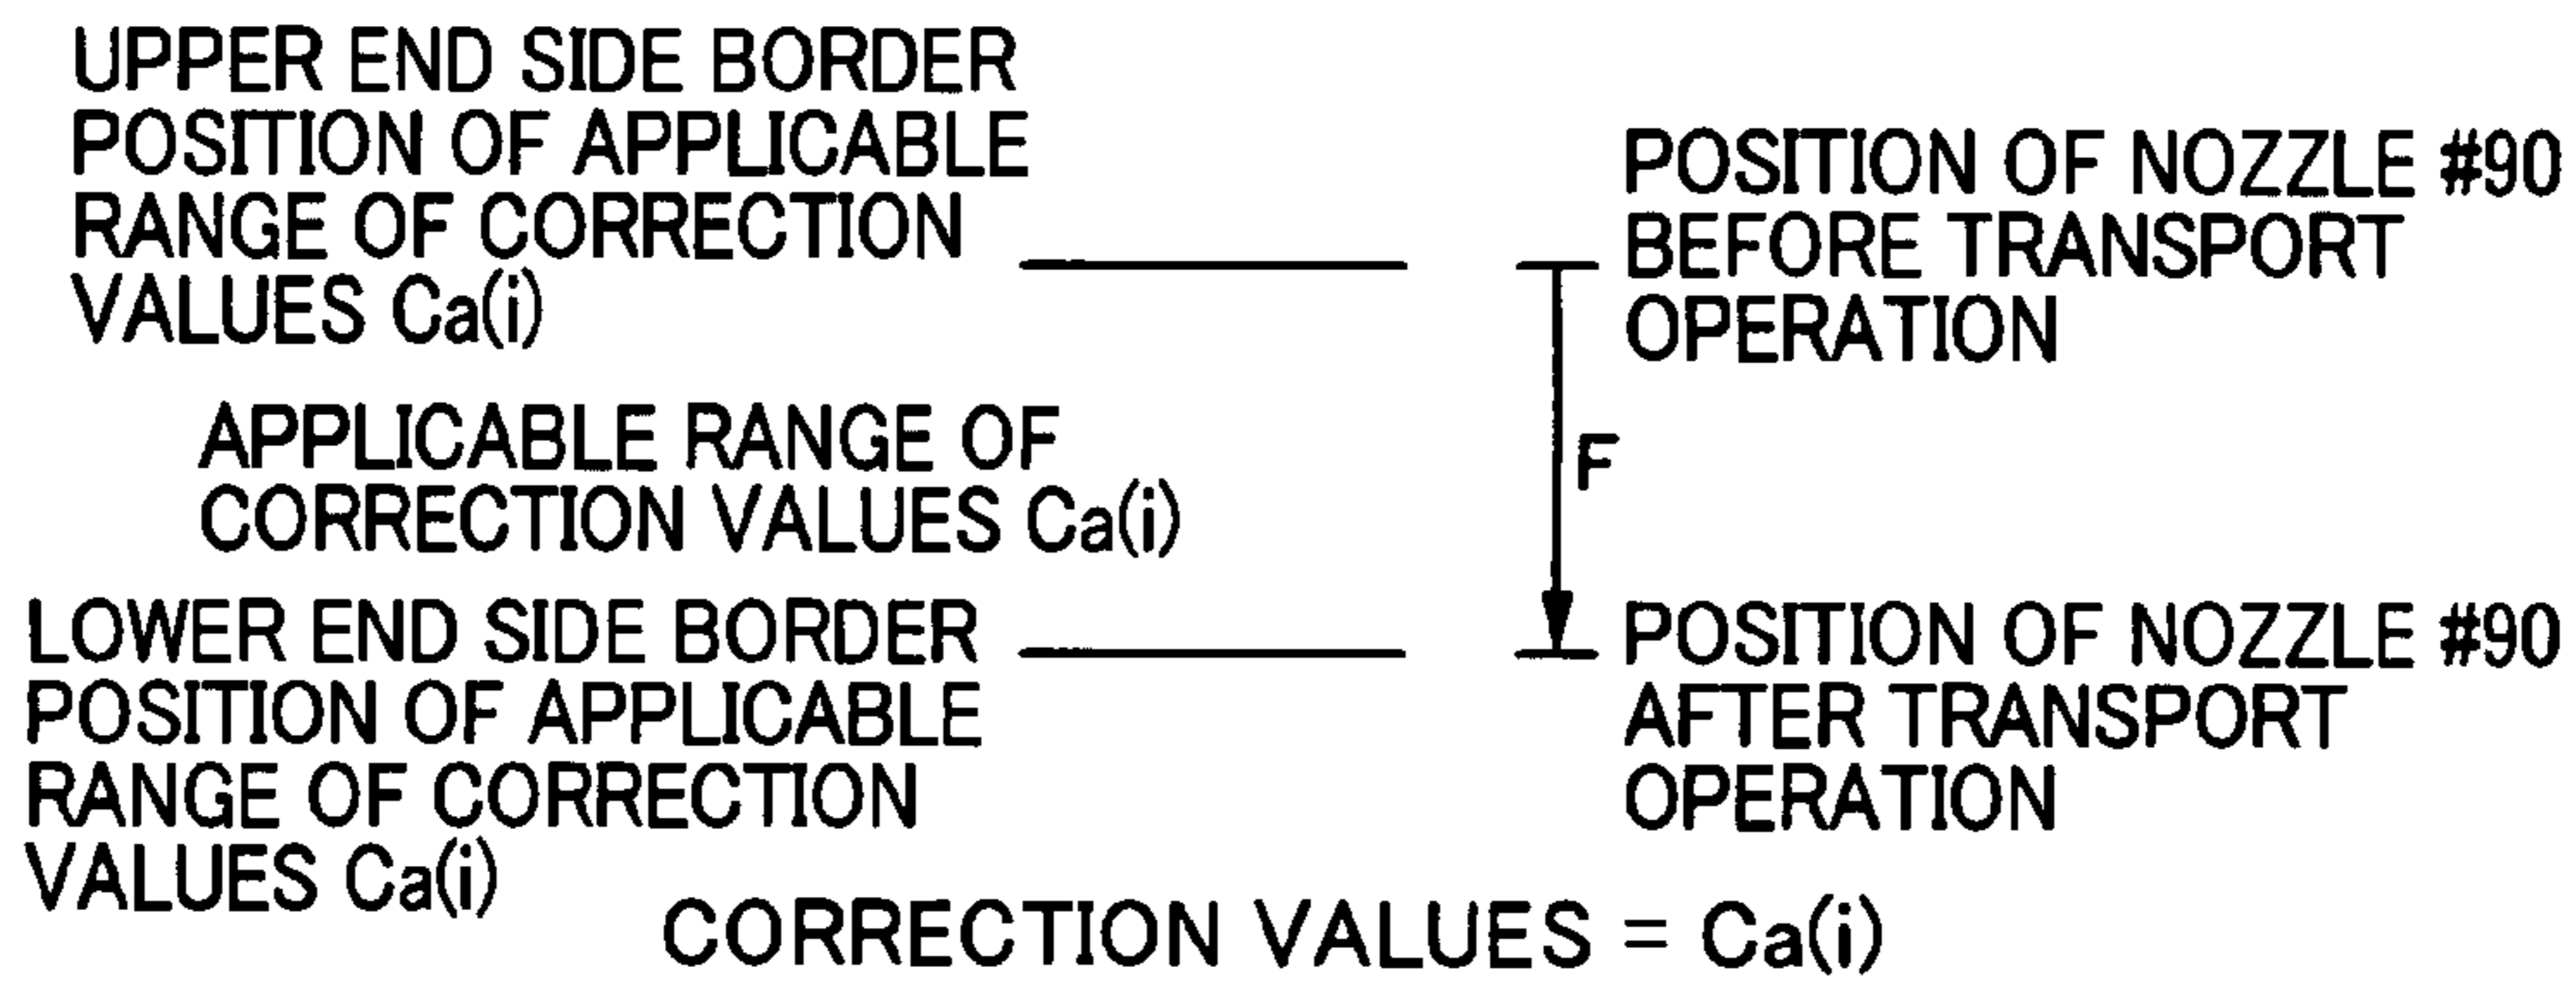 UPPER END SIDE BORDER
POSITION OF APPLICABLE
RANGE OF CORRECTION
VALUES Ca(i)
POSITION OF NOZZLE #90
BEFORE TRANSPORT
OPERATION
APPLICABLE RANGE OF
CORRECTION VALUES Ca(i)
F
LOWER END SIDE BORDER
POSITION OF APPLICABLE
RANGE OF CORRECTION
VALUES Ca(i)
POSITION OF NOZZLE #90
AFTER TRANSPORT
OPERATION
CORRECTION VALUES = Ca(i)